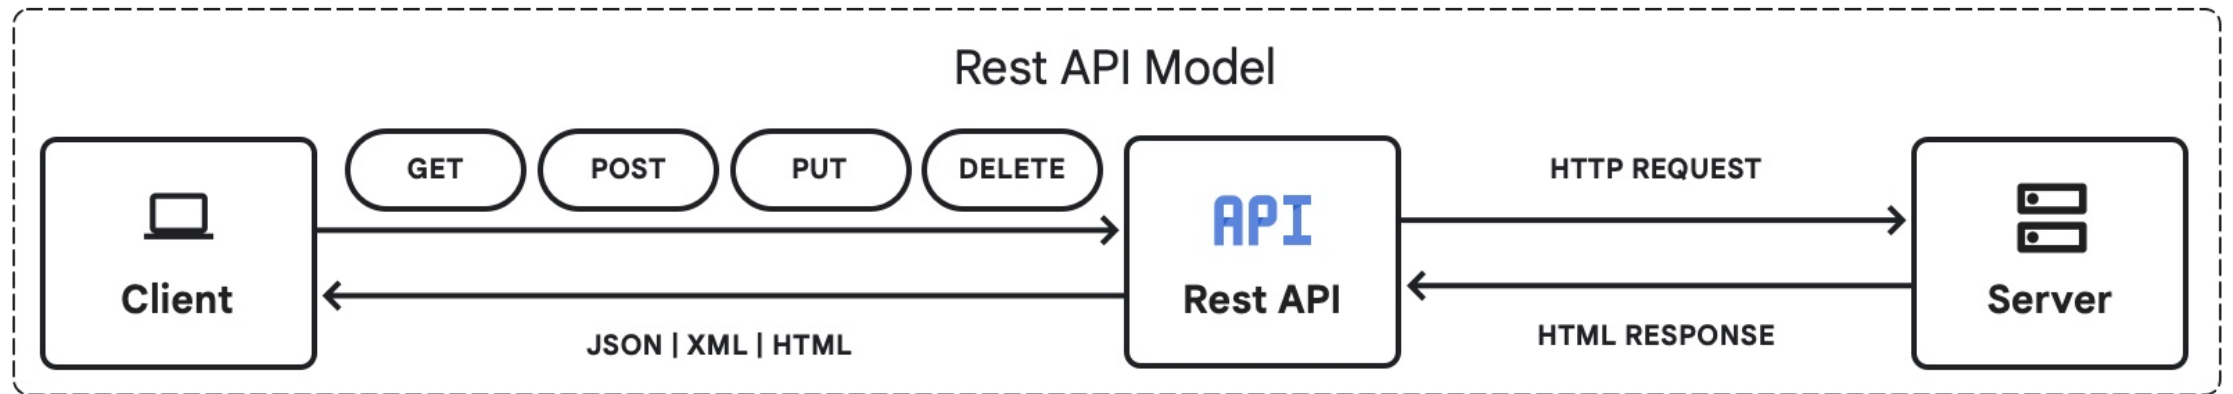 Rest API Model
GET
POST
PUT
DELETE
HTTP REQUEST
API
Client
Rest API
Server
JSON | XML | HTML
HTML RESPONSE